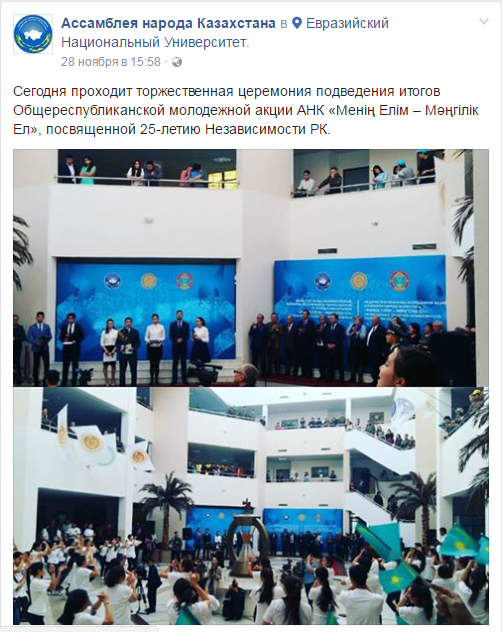 Ассамблея народа Казахстана в Евразийский
Национальный Университет.
28 ноября в 15:58 ·
Сегодня проходит торжественная церемония подведения итогов
Общереспубликанской молодежной акции АНК «Менің Елім – Мәңгілік
Ел», посвященной 25-летию Независимости РК.